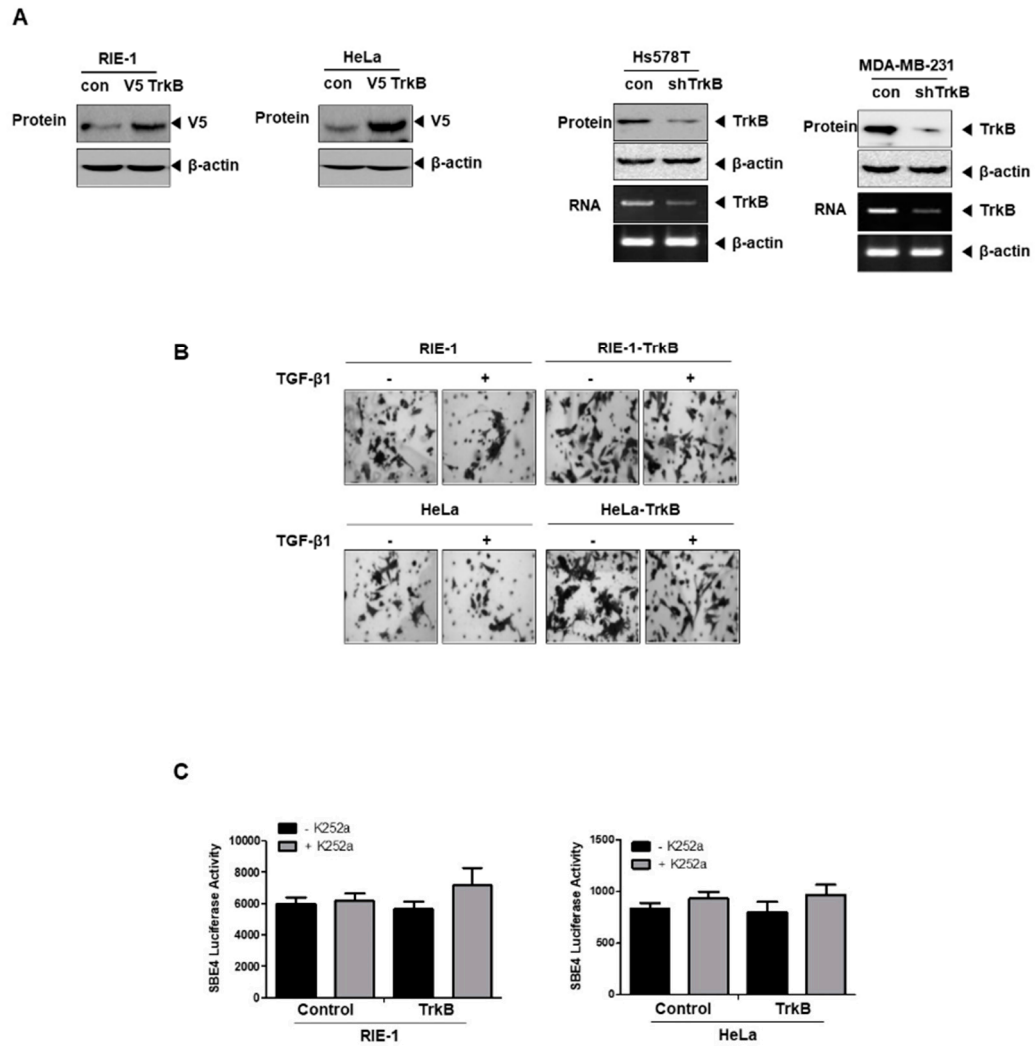 A
RIE-1
con V5 TrkB
Protein
V5
β-actin
HeLa
con V5 TrkB
Protein
V5
β-actin
Hs578T
con shTrkB
Protein
TrkB
β-actin
RNA
TrkB
β-actin
MDA-MB-231
con shTrkB
Protein
TrkB
β-actin
RNA
TrkB
β-actin
B
RIE-1 RIE-1-TrkB
TGF-β1 - + - +
HeLa HeLa-TrkB
TGF-β1 - + - +
C
SBE4 Luciferase Activity
- K252a
+ K252a
10000
8000
6000
4000
2000
0
Control TrkB
RIE-1
SBE4 Luciferase Activity
- K252a
+ K252a
1500
1000
500
0
Control TrkB
HeLa